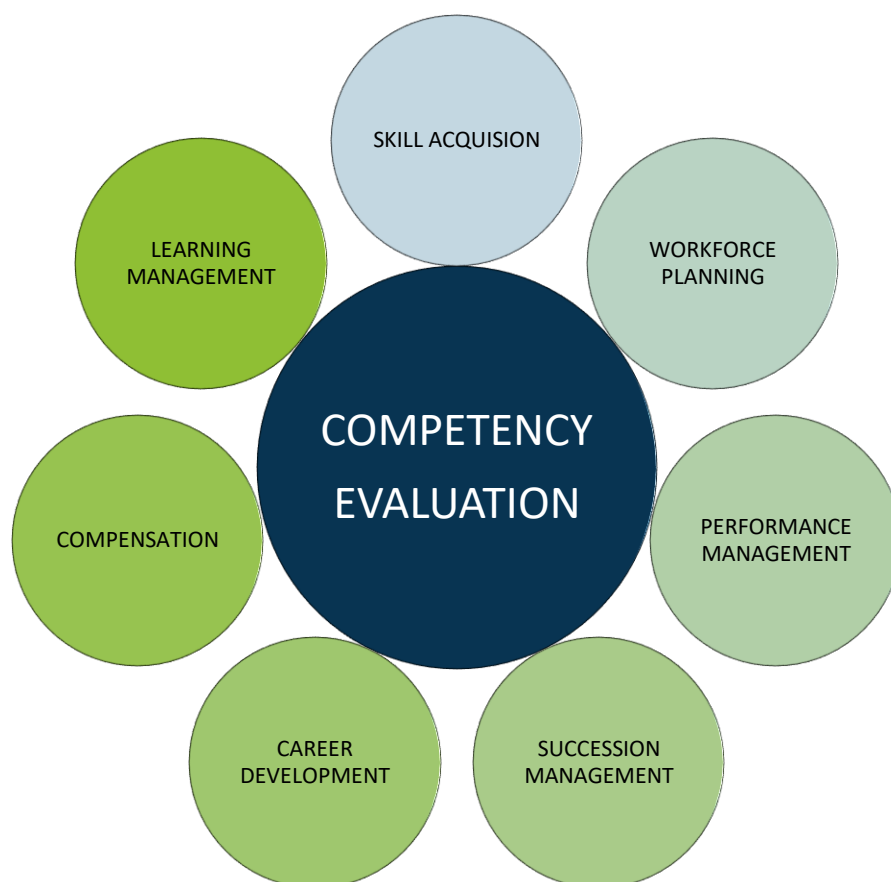 SKILL ACQUISION
WORKFORCE
PLANNING
PERFORMANCE
MANAGEMENT
SUCCESSION
MANAGEMENT
CAREER
DEVELOPMENT
COMPENSATION
LEARNING
MANAGEMENT
COMPETENCY
EVALUATION